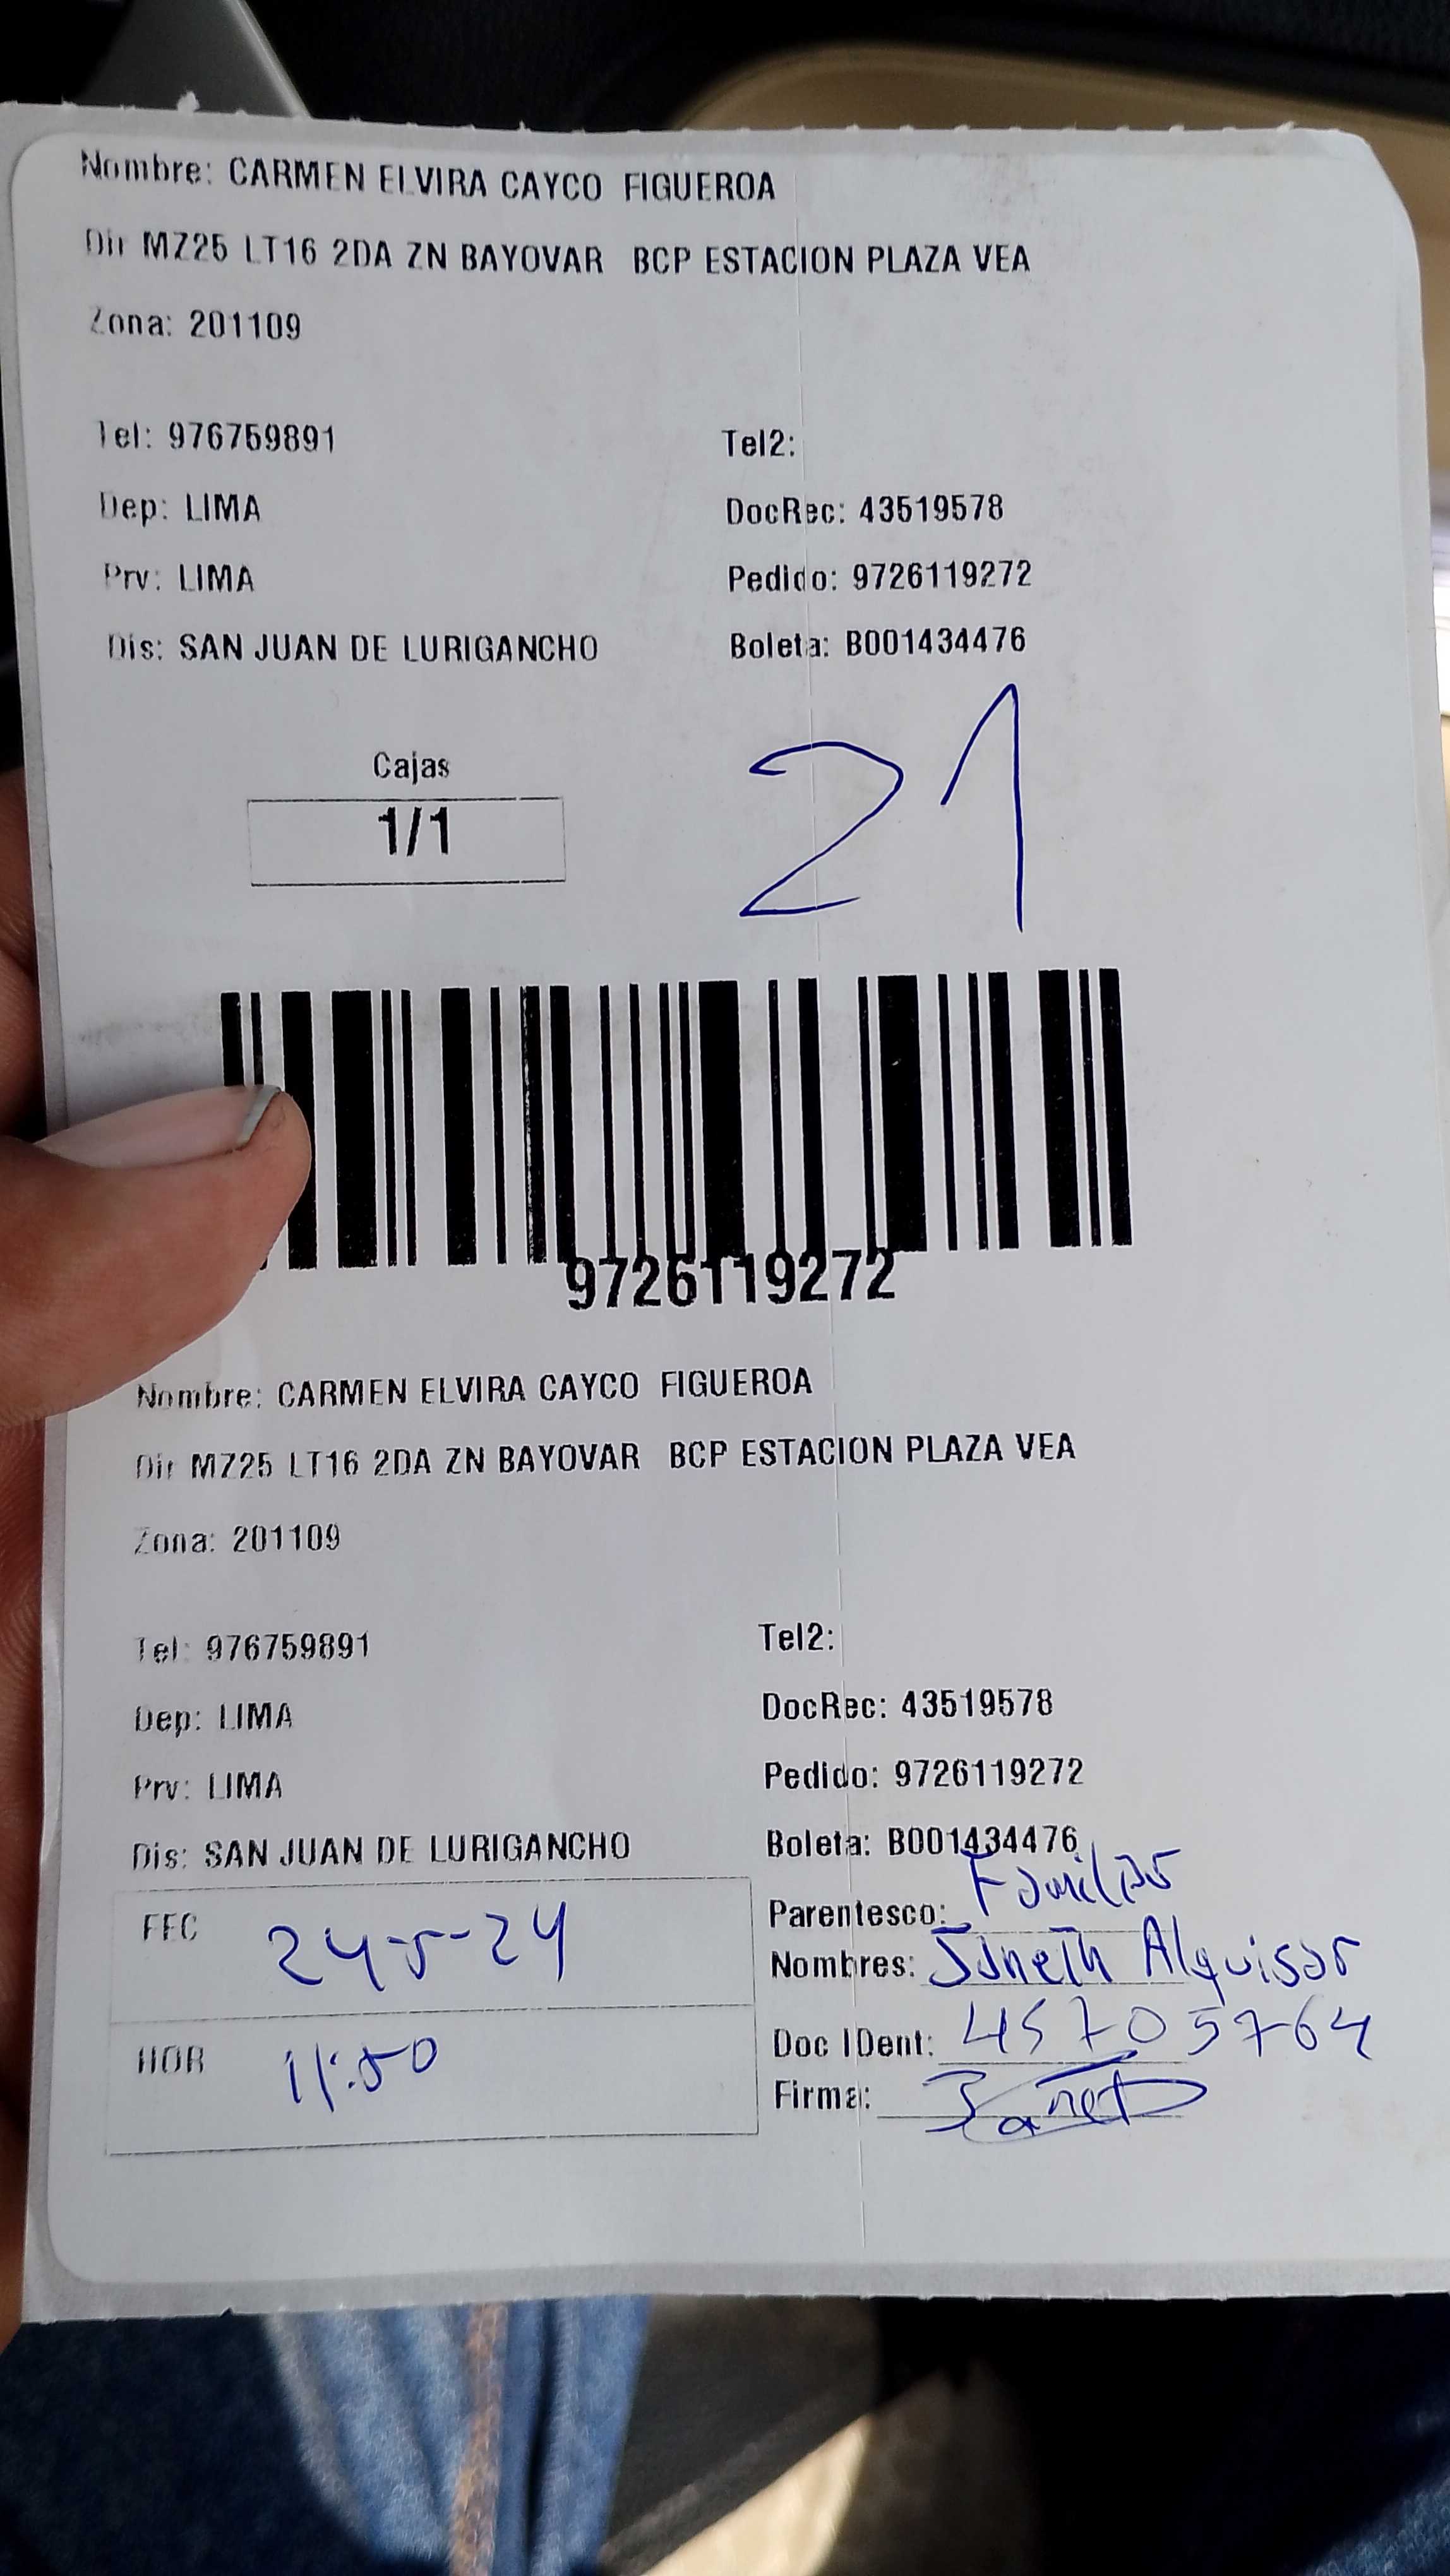 Nombre: CARMEN ELVIRA CAYCO FIGUEROA
Dir MZ25 LT16 2DA ZN BAYOVAR BCP ESTACION PLAZA VEA
Zona: 201109
Tel: 976759891 Tel2:
Dep: LIMA DocRec: 43519578
Prv: LIMA Pedido: 9726119272
Dis: SAN JUAN DE LURIGANCHO Boleta: B001434476
Cajas
1/1
21
9726119272
Nombre: CARMEN ELVIRA CAYCO FIGUEROA
Dir MZ25 LT16 2DA ZN BAYOVAR BCP ESTACION PLAZA VEA
Zona: 201109
Tel: 976759891 Tel2:
Dep: LIMA DocRec: 43519578
Prv: LIMA Pedido: 9726119272
Dis: SAN JUAN DE LURIGANCHO Boleta: B001434476
FEC 24-5-24 Parentesco: Familiar
Nombres: Janeth Alquisar
HOR 11:50 Doc IDent: 45705764
Firma: Janet